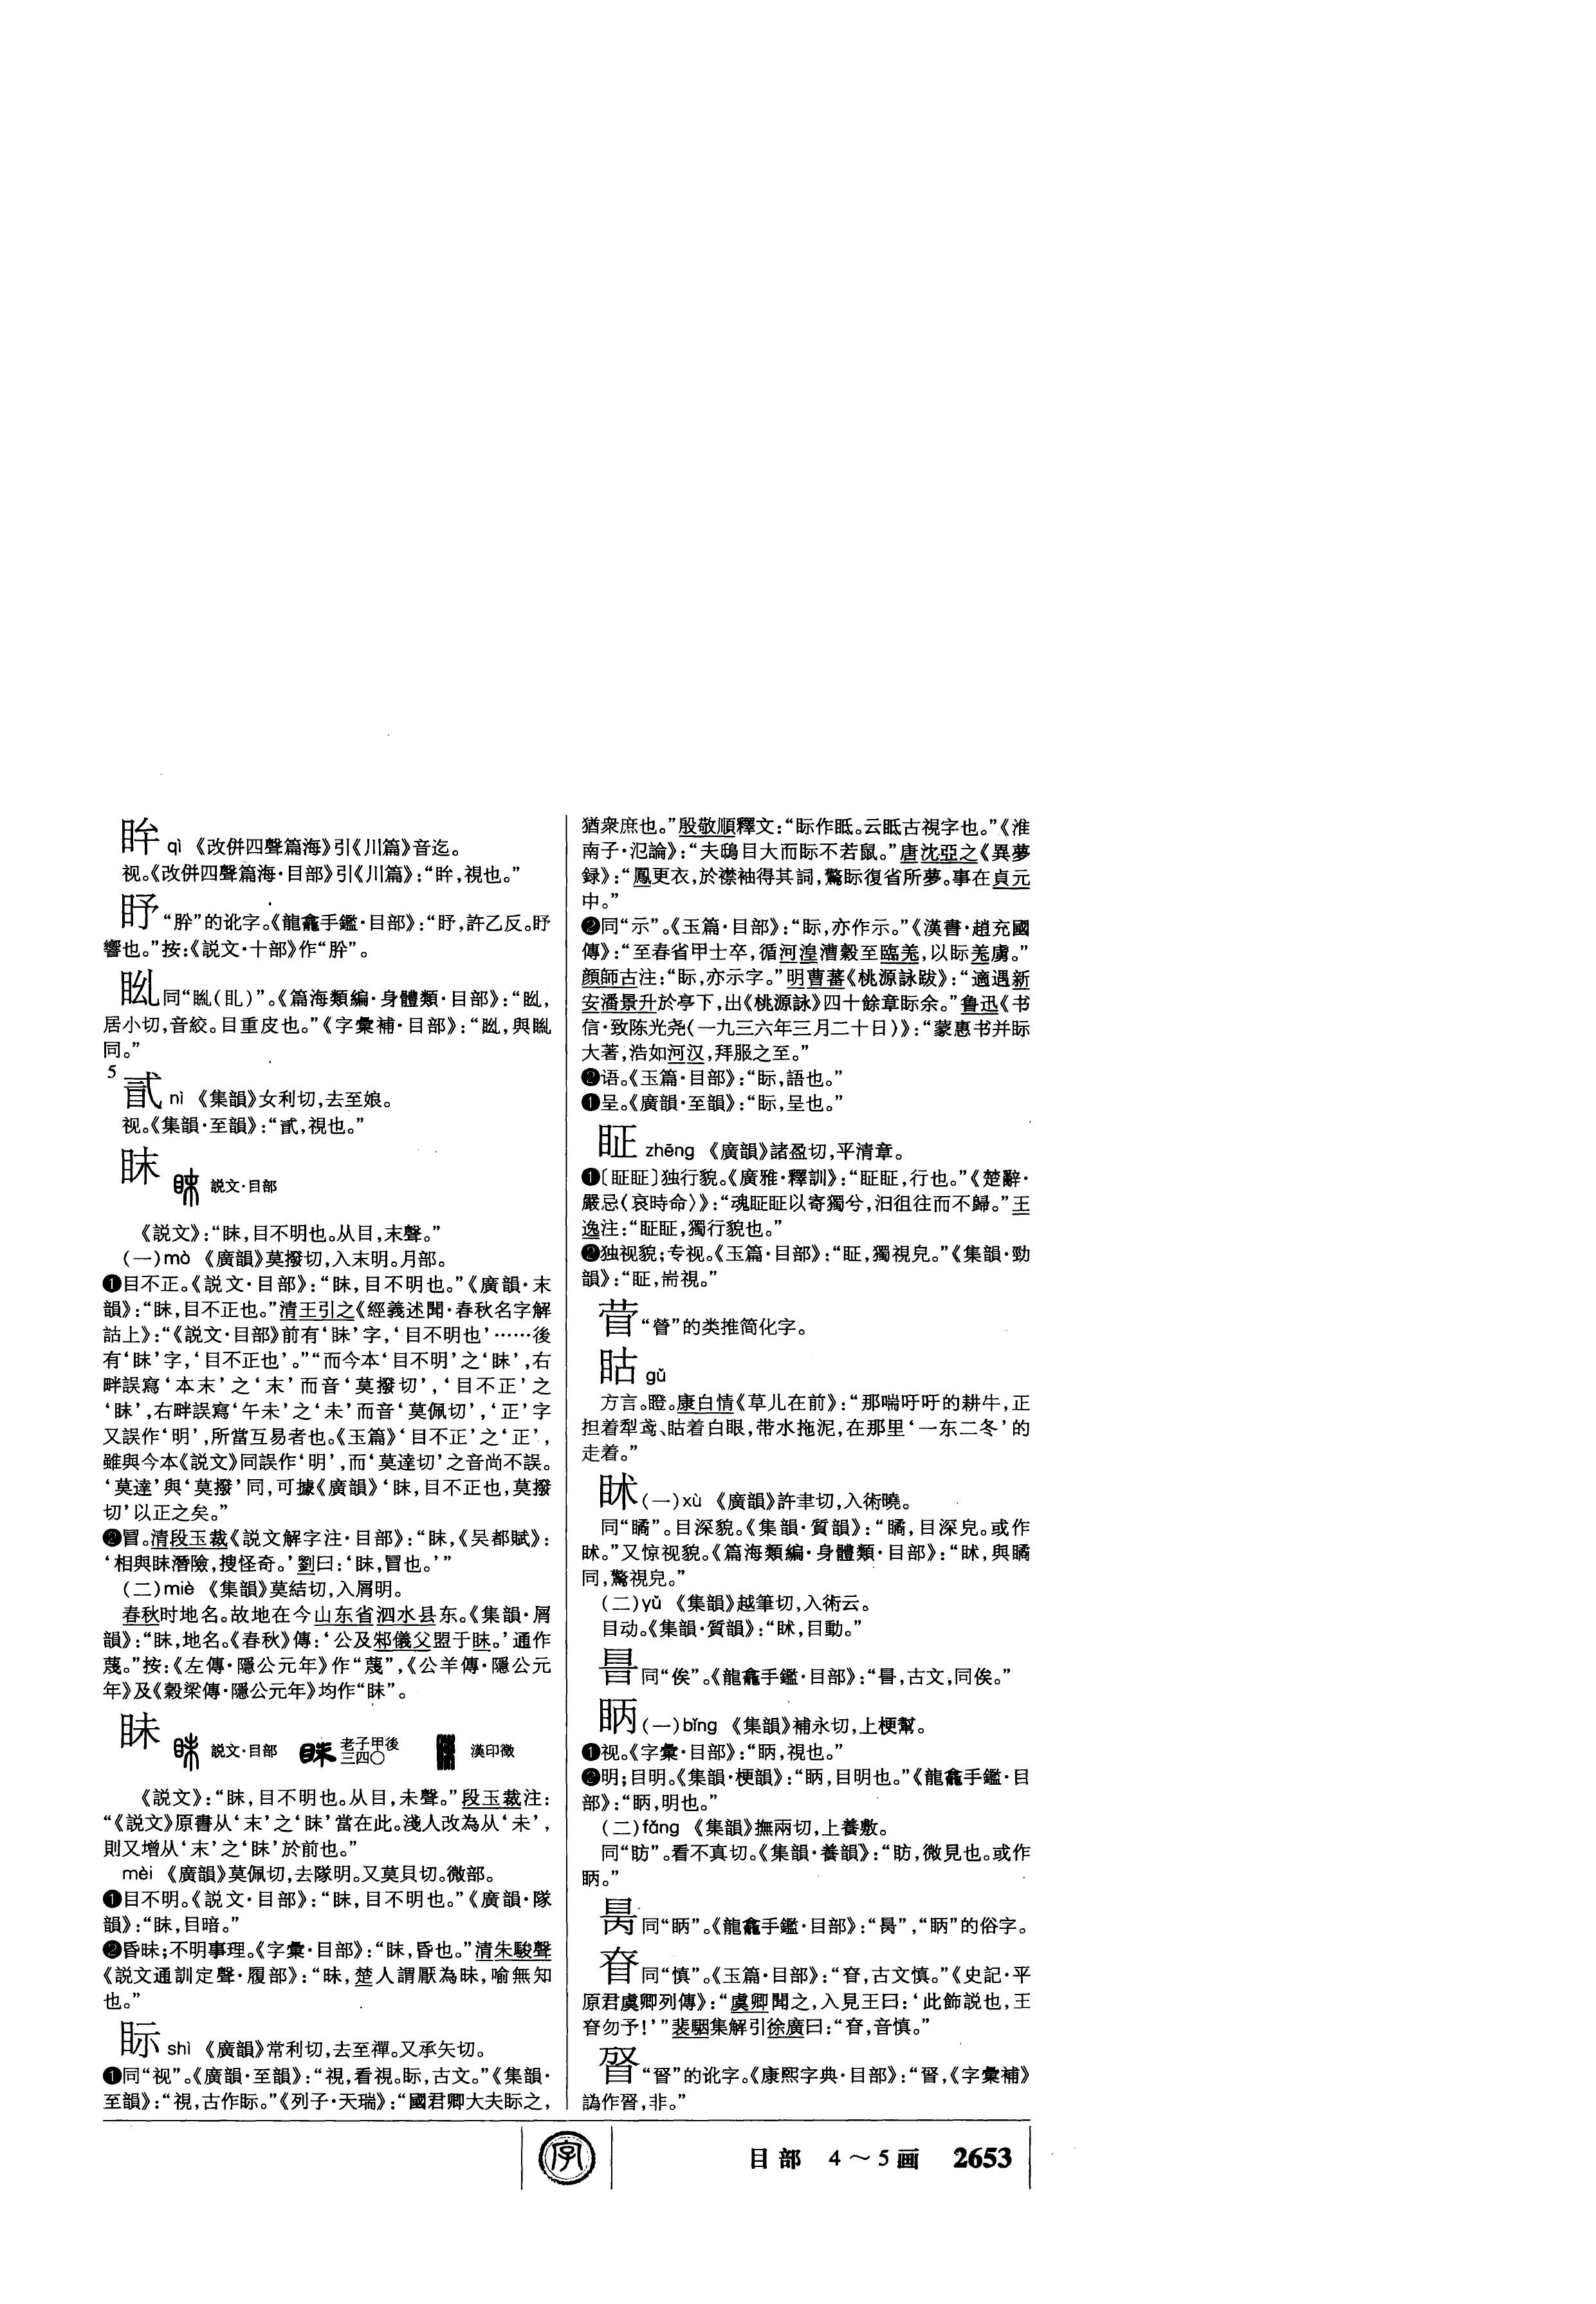 qì 《改併四聲篇海》引《川篇》音迄。
视。《改併四聲篇海·目部》引《川篇》：“，視也。”
盻 “肸”的讹字。《龍龕手鑑·目部》：“，許乙反。
響也。”按：《説文·十部》作“肸”。
同“”。《篇海類編·身體類·目部》：“，
居小切，音絞。目重皮也。”《字彙補·目部》：“，與
同。”
5
貳 nì 《集韻》女利切，去至娘。
视。《集韻·至韻》：“，視也。”
眜 説文·目部
《説文》：“眜，目不明也。从目，末聲。”
（一）mò 《廣韻》莫撥切，入末明。月部。
❶目不正。《説文·目部》：“眜，目不明也。”《廣韻·末
韻》：“眜，目不正也。”清王引之《經義述聞·春秋名字解
詁上》：“《説文·目部》前有‘眜’字，‘目不明也’……後
有‘眛’字，‘目不正也’。”“而今本‘目不明’之‘眛’，右
畔誤寫‘本末’之‘末’而音‘莫撥切’，‘目不正’之
‘眜’，右畔誤寫‘午未’之‘未’而音‘莫佩切’，‘正’字
又誤作‘明’，所當互易者也。《玉篇》‘目不正’之‘正’，
雖與今本《説文》同誤作‘明’，而‘莫達切’之音尚不誤。
‘莫達’與‘莫撥’同，可據《廣韻》‘眜，目不正也，莫撥
切’以正之矣。”
❷冒。清段玉裁《説文解字注·目部》：“眜，《吴都賦》：
‘相與眜潛險，搜怪奇。’劉曰：‘眜，冒也。’”
（二）miè 《集韻》莫結切，入屑明。
春秋时地名。故地在今山东省泗水县东。《集韻·屑
韻》：“眜，地名。《春秋》傳：‘公及邾儀父盟于眜。’通作
蔑。”按：《左傳·隱公元年》作“蔑”，《公羊傳·隱公元
年》及《穀梁傳·隱公元年》均作“眜”。
眛 説文·目部 老子甲後三四〇 漢印徵
《説文》：“眛，目不明也。从目，未聲。”段玉裁注：
“《説文》原書从‘末’之‘眜’當在此。淺人改為从‘未’，
則又增从‘末’之‘眜’於前也。”
mèi 《廣韻》莫佩切，去隊明。又莫貝切。微部。
❶目不明。《説文·目部》：“眛，目不明也。”《廣韻·隊
韻》：“眛，目暗。”
❷昏昧；不明事理。《字彙·目部》：“眛，昏也。”清朱駿聲
《説文通訓定聲·履部》：“眛，楚人謂厭為眛，喻無知
也。”
眎 shì 《廣韻》常利切，去至禪。又承矢切。
❶同“视”。《廣韻·至韻》：“視，看視。眎，古文。”《集韻·
至韻》：“視，古作眎。”《列子·天瑞》：“國君卿大夫眎之，
猶衆庶也。”殷敬順釋文：“眎作眡。云眡古視字也。”《淮
南子·氾論》：“夫鴟目大而眎不若鼠。”唐沈亞之《異夢
録》：“鳳更衣，於襟袖得其詞，驚眎復省所夢。事在貞元
中。”
❷同“示”。《玉篇·目部》：“眎，亦作示。”《漢書·趙充國
傳》：“至春省甲士卒，循河湟漕穀至臨羌，以眎羌虜。”
顔師古注：“眎，亦示字。”明曹蕃《桃源詠跋》：“適遇新
安潘景升於亭下，出《桃源詠》四十餘章眎余。”鲁迅《书
信·致陈光尧（一九三六年三月二十日）》：“蒙惠书并眎
大著，浩如河汉，拜服之至。”
❷语。《玉篇·目部》：“眎，語也。”
❶呈。《廣韻·至韻》：“眎，呈也。”
眐 zhēng 《廣韻》諸盈切，平清章。
❶〔眐眐〕独行貌。《廣雅·釋訓》：“眐眐，行也。”《楚辭·
嚴忌〈哀時命〉》：“魂眐眐以寄獨兮，汩徂往而不歸。”王
逸注：“眐眐，獨行貌也。”
❷独视貌；专视。《玉篇·目部》：“眐，獨視皃。”《集韻·勁
韻》：“眐，耑視。”
䓨 “”的类推简化字。
䀇 gǔ
方言。瞪。康白情《草儿在前》：“那喘吁吁的耕牛，正
担着犁鸢、着白眼，带水拖泥，在那里‘一东二冬’的
走着。”
眓 （一）xù 《廣韻》許聿切，入術曉。
同“瞲”。目深貌。《集韻·質韻》：“瞲，目深皃。或作
。”又惊视貌。《篇海類編·身體類·目部》：“，與瞲
同，驚視皃。”
（二）yǔ 《集韻》越筆切，入術云。
目动。《集韻·質韻》：“，目動。”
同“俟”。《龍龕手鑑·目部》：“，古文，同俟。”
眪 （一）bǐng 《集韻》補永切，上梗幫。
❶视。《字彙·目部》：“眪，視也。”
❷明；目明。《集韻·梗韻》：“眪，目明也。”《龍龕手鑑·目
部》：“眪，明也。”
（二）fǎng 《集韻》撫兩切，上養敷。
同“眆”。看不真切。《集韻·養韻》：“眆，微見也。或作
眪。”
同“眪”。《龍龕手鑑·目部》：“”，“眪”的俗字。
昚 同“慎”。《玉篇·目部》：“，古文慎。”《史記·平
原君虞卿列傳》：“虞卿聞之，入見王曰：‘此飾説也，王
勿予！’”裴駰集解引徐廣曰：“，音慎。”
“”的讹字。《康熙字典·目部》：“，《字彙補》
譌作，非。”
目部 4～5画 2653